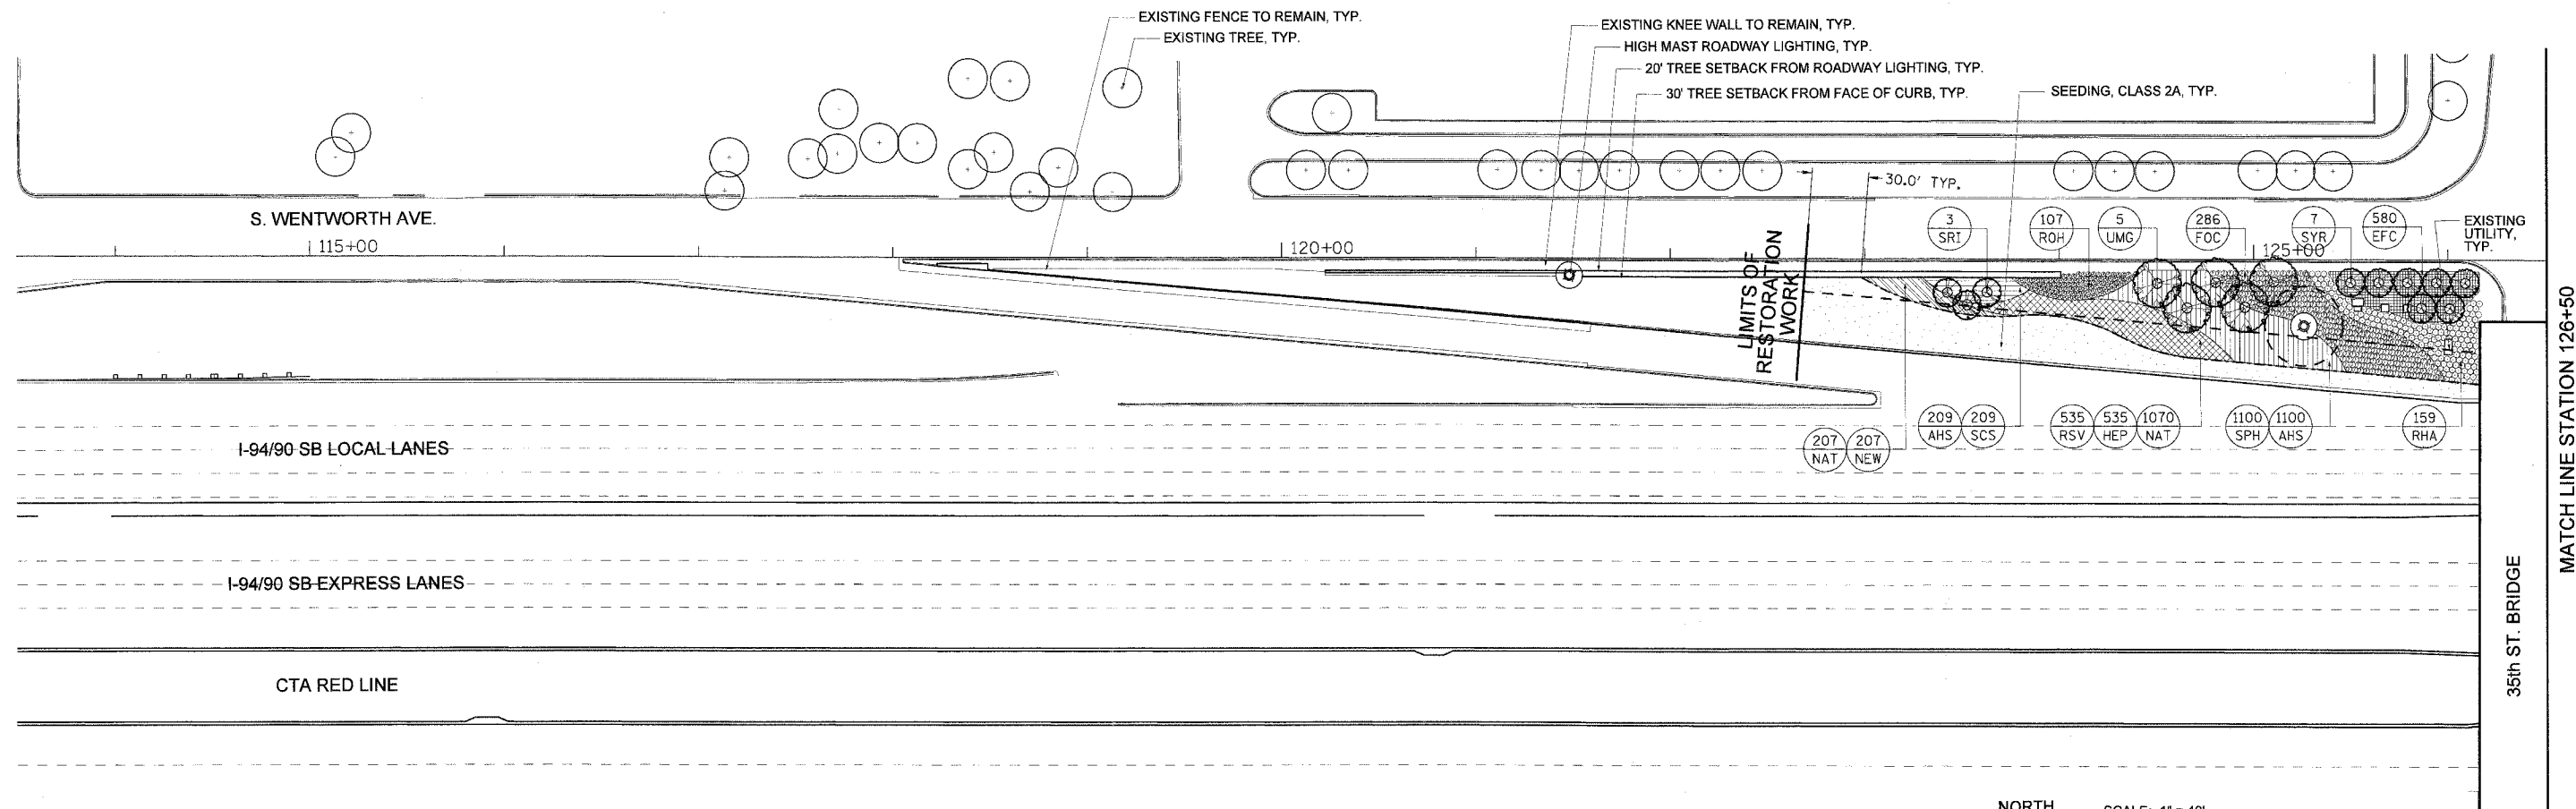 EXISTING FENCE TO REMAIN, TYP.
EXISTING TREE, TYP.
EXISTING KNEE WALL TO REMAIN, TYP.
HIGH MAST ROADWAY LIGHTING, TYP.
20' TREE SETBACK FROM ROADWAY LIGHTING, TYP.
30' TREE SETBACK FROM FACE OF CURB, TYP.
SEEDING, CLASS 2A, TYP.
30.0' TYP.
S. WENTWORTH AVE.
115+00
120+00
125+00
LIMITS OF
RESTORATION
WORK
3
SRI
107
ROH
5
UMG
286
FOC
7
SYR
580
EFC
EXISTING
UTILITY,
TYP.
207
NAT
207
NEW
209
AHS
209
SCS
535
RSV
535
HEP
1070
NAT
1100
SPH
1100
AHS
159
RHA
I-94/90 SB LOCAL LANES
I-94/90 SB EXPRESS LANES
CTA RED LINE
35th ST. BRIDGE
MATCH LINE STATION 126+50
NORTH
SCALE: 1" = 40'